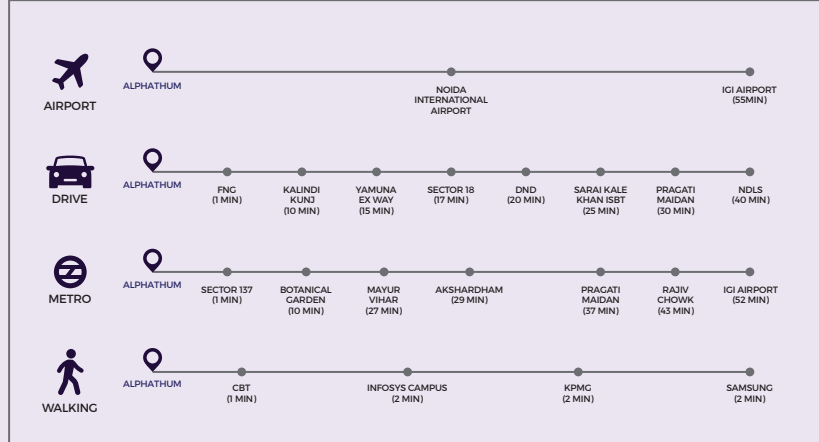 AIRPORT
ALPHATHUM
NOIDA
INTERNATIONAL
AIRPORT
IGI AIRPORT
(55MIN)
DRIVE
ALPHATHUM
FNG
(1 MIN)
KALINDI
KUNJ
(10 MIN)
YAMUNA
EX WAY
(15 MIN)
SECTOR 18
(17 MIN)
DND
(20 MIN)
SARAI KALE
KHAN ISBT
(25 MIN)
PRAGATI
MAIDAN
(30 MIN)
NDLS
(40 MIN)
METRO
ALPHATHUM
SECTOR 137
(1 MIN)
BOTANICAL
GARDEN
(10 MIN)
MAYUR
VIHAR
(27 MIN)
AKSHARDHAM
(29 MIN)
PRAGATI
MAIDAN
(37 MIN)
RAJIV
CHOWK
(43 MIN)
IGI AIRPORT
(52 MIN)
WALKING
ALPHATHUM
CBT
(1 MIN)
INFOSYS CAMPUS
(2 MIN)
KPMG
(2 MIN)
SAMSUNG
(2 MIN)